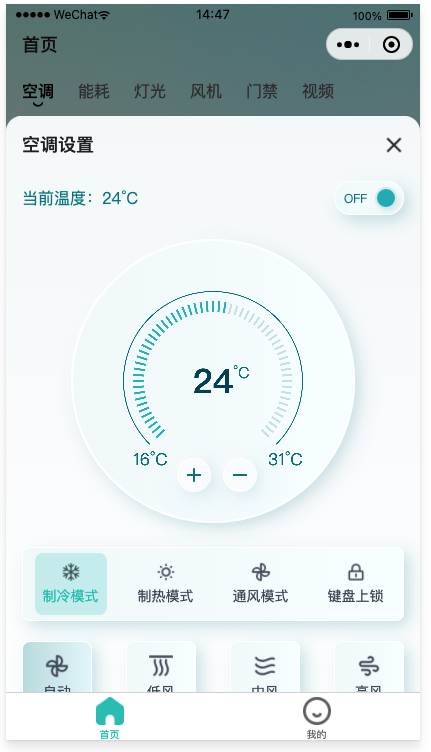 ●●●●● WeChat 14:47 100%
首页
空调 能耗 灯光 风机 门禁 视频
空调设置
当前温度：24℃ OFF
24℃
16℃ 31℃
制冷模式 制热模式 通风模式 键盘上锁
自动 低风 中风 高风
首页 我的